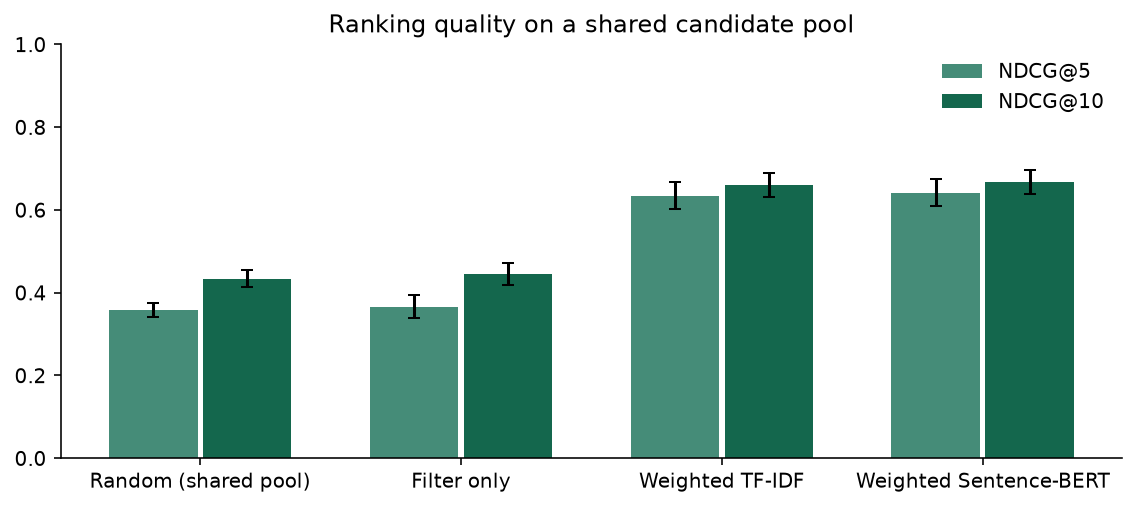 Ranking quality on a shared candidate pool
1.0
0.8
0.6
0.4
0.2
0.0
NDCG@5
NDCG@10
Random (shared pool)
Filter only
Weighted TF-IDF
Weighted Sentence-BERT